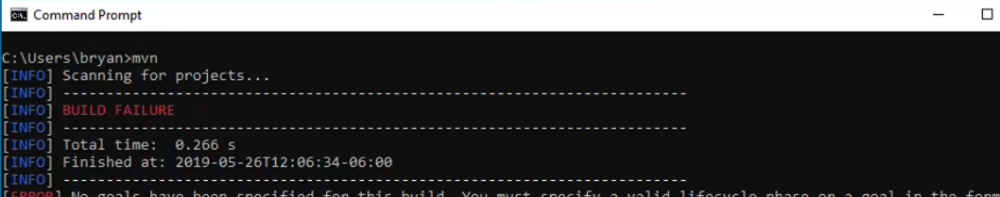 Command Prompt
C:\Users\bryan>mvn
[INFO] Scanning for projects...
[INFO] ------------------------------------------------------------------------
[INFO] BUILD FAILURE
[INFO] ------------------------------------------------------------------------
[INFO] Total time:  0.266 s
[INFO] Finished at: 2019-05-26T12:06:34-06:00
[INFO] ------------------------------------------------------------------------
[ERROR] No goals have been specified for this build. You must specify a valid lifecycle phase or a goal in the form